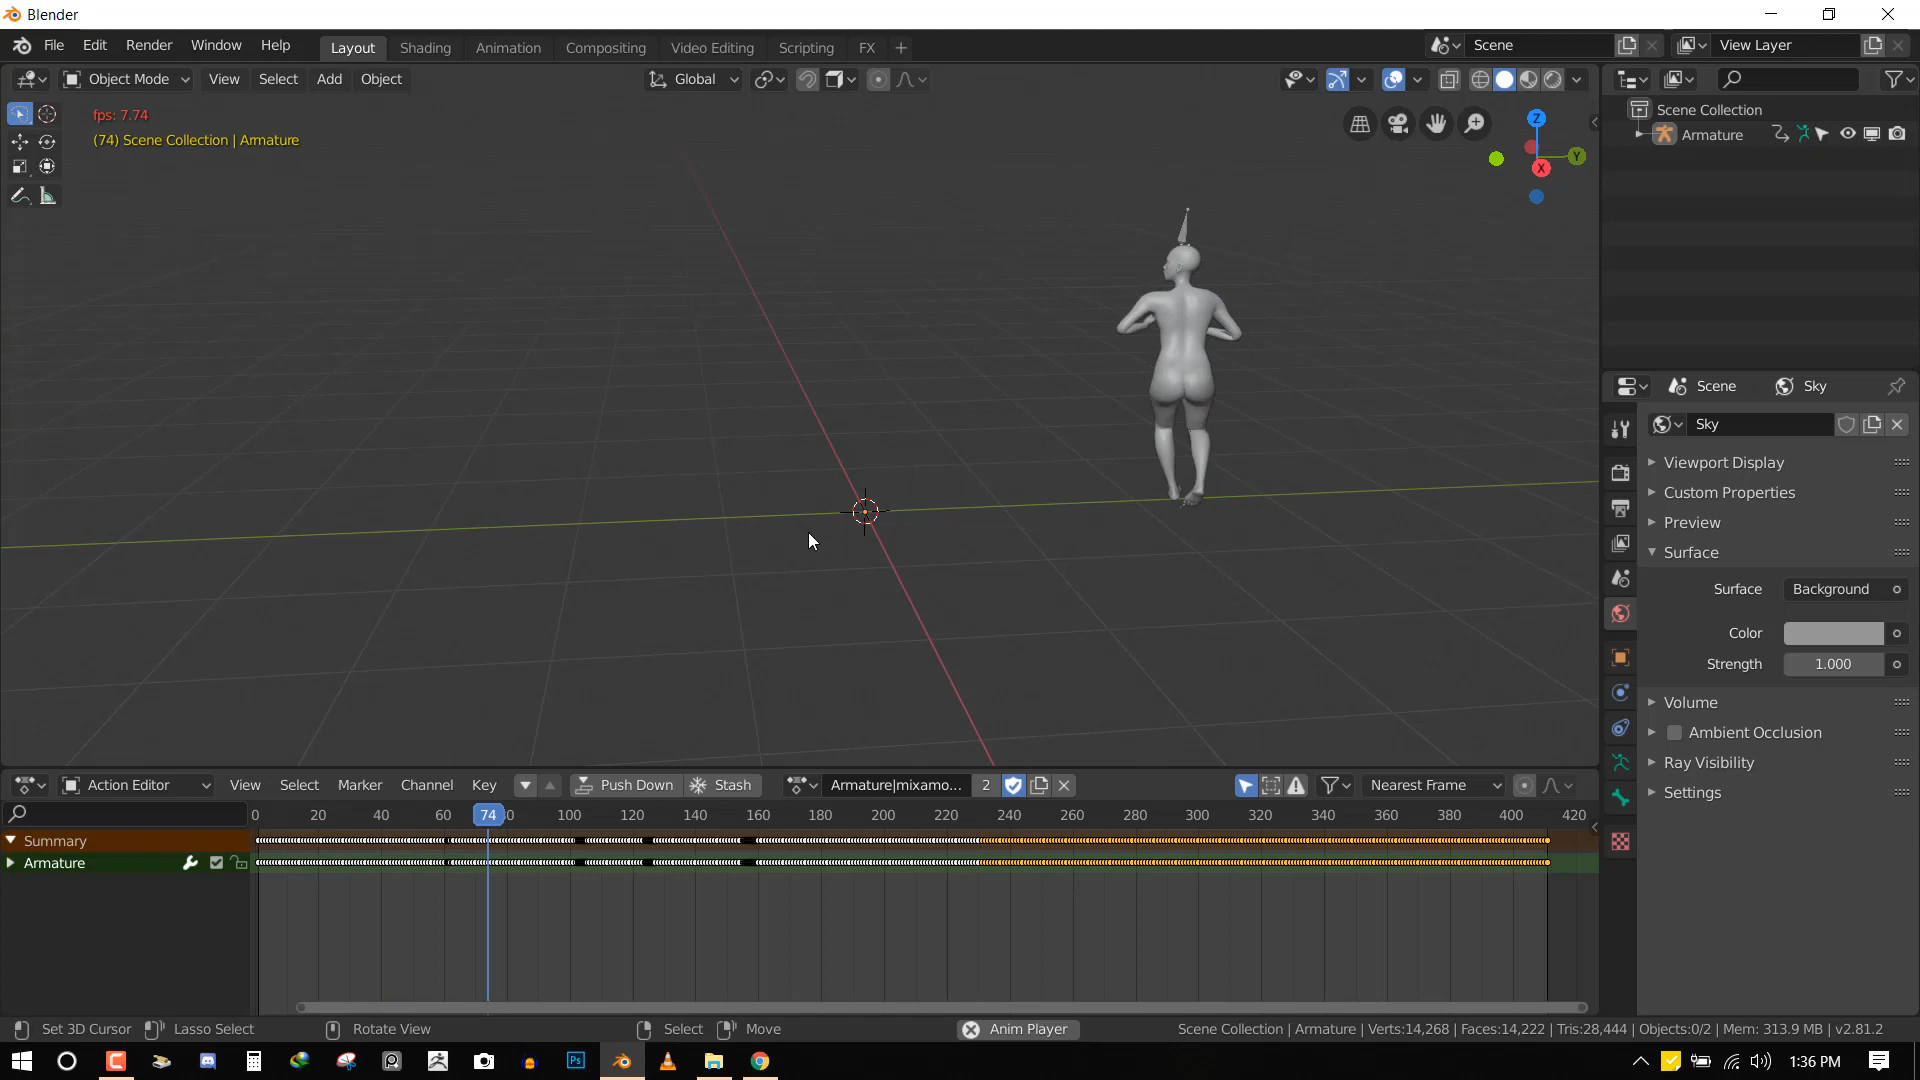 Blender
File Edit Render Window Help Layout Shading Animation Compositing Video Editing Scripting FX + Scene View Layer
Object Mode View Select Add Object Global
fps: 7.74
(74) Scene Collection | Armature
Z
Y
X
Scene Collection
Armature
Scene Sky
Sky
Viewport Display
Custom Properties
Preview
Surface
Surface Background
Color
Strength 1.000
Volume
Ambient Occlusion
Ray Visibility
Settings
Action Editor View Select Marker Channel Key Push Down Stash Armature|mixamo... 2 Nearest Frame
0 20 40 60 74 100 120 140 160 180 200 220 240 260 280 300 320 340 360 380 400 420
Summary
Armature
Set 3D Cursor Lasso Select Rotate View Select Move Anim Player Scene Collection | Armature | Verts:14,268 | Faces:14,222 | Tris:28,444 | Objects:0/2 | Mem: 313.9 MB | v2.81.2
Ps 1:36 PM